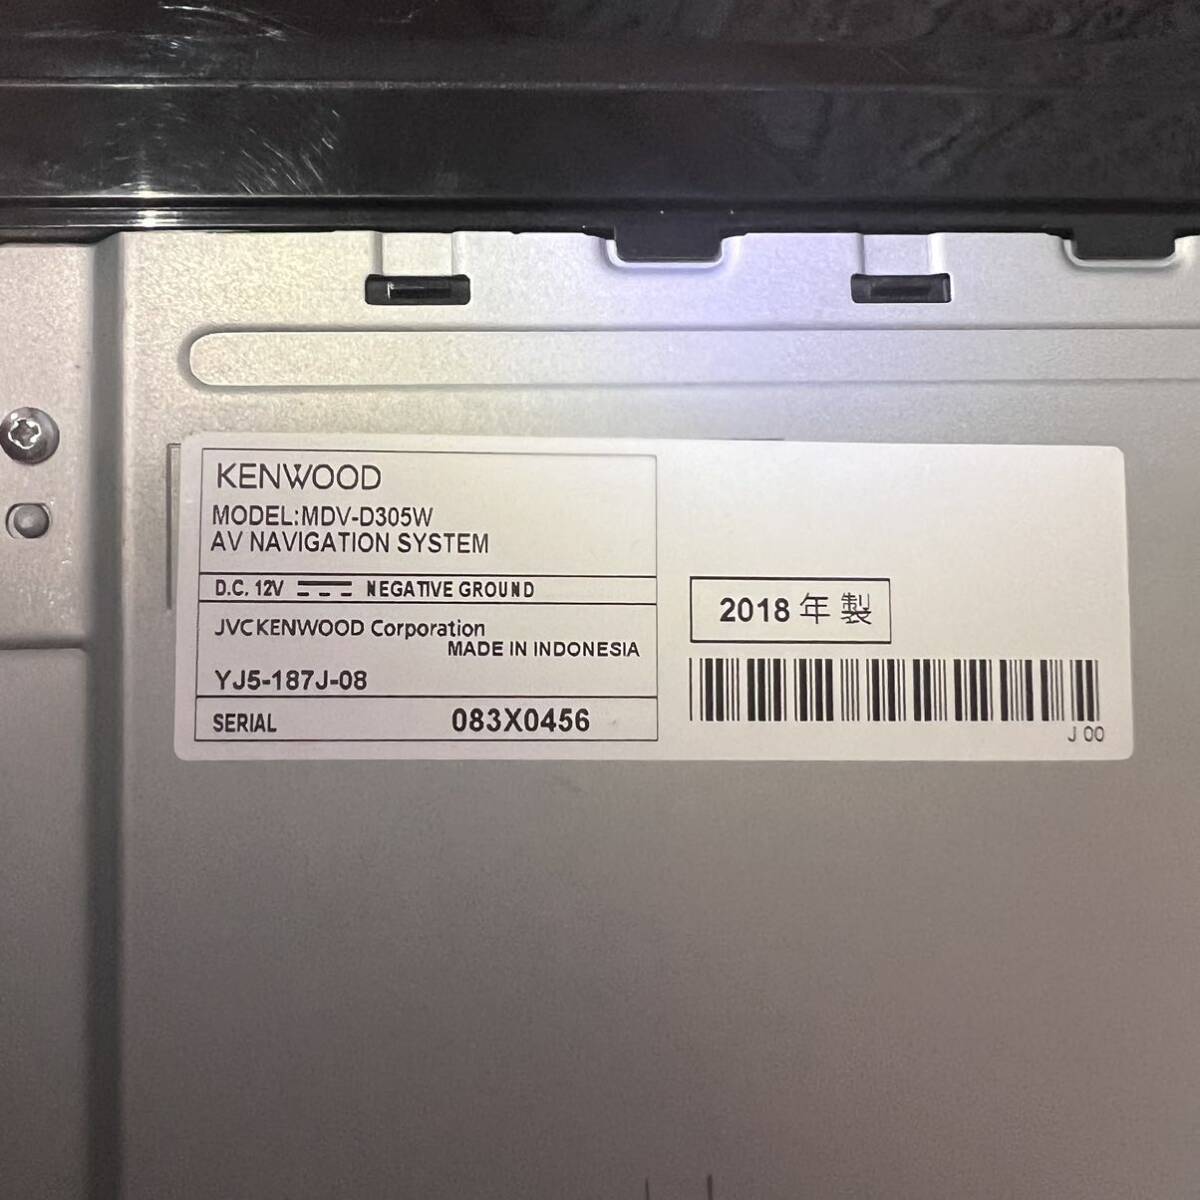 KENWOOD
MODEL:MDV-D305W
AV NAVIGATION SYSTEM
D.C. 12V NEGATIVE GROUND
JVCKENWOOD Corporation
MADE IN INDONESIA
YJ5-187J-08
SERIAL 083X0456
2018 年 製
J 00